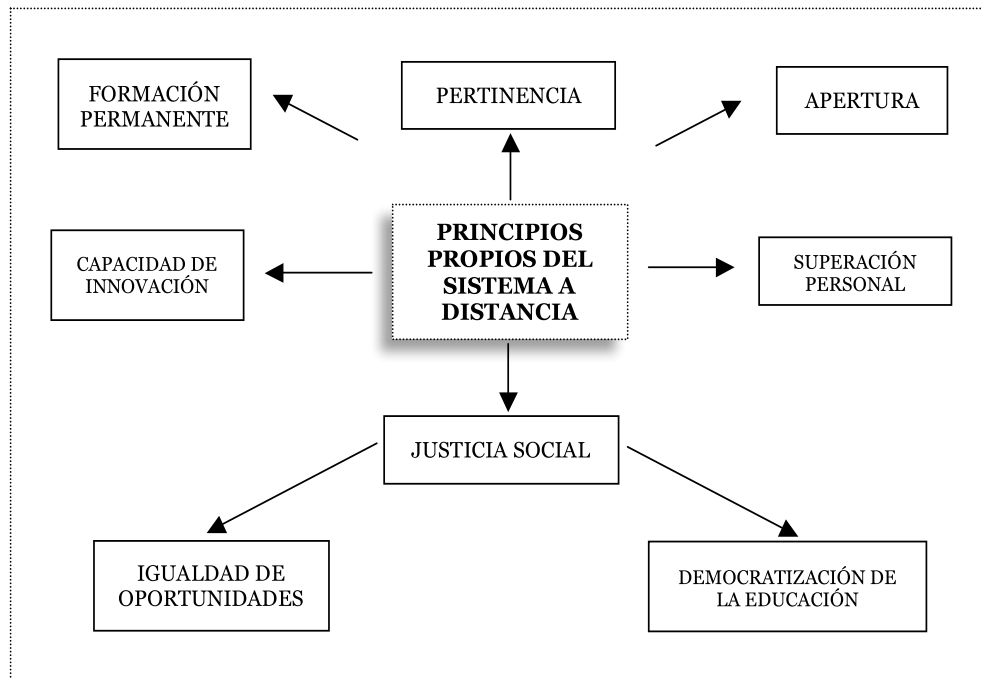 FORMACIÓN
PERMANENTE
PERTINENCIA
APERTURA
PRINCIPIOS
PROPIOS DEL
SISTEMA A
DISTANCIA
CAPACIDAD DE
INNOVACIÓN
SUPERACIÓN
PERSONAL
JUSTICIA SOCIAL
IGUALDAD DE
OPORTUNIDADES
DEMOCRATIZACIÓN DE
LA EDUCACIÓN